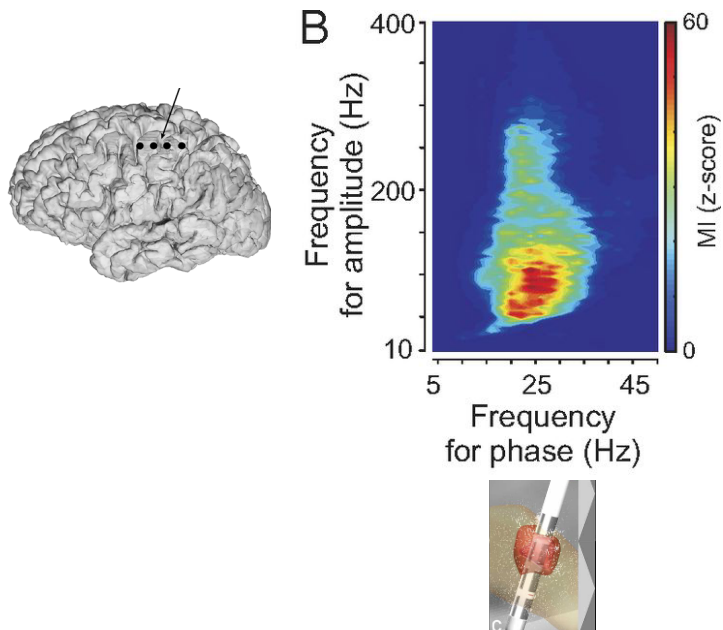 B
400
200
10
Frequency
for amplitude (Hz)
5
25
45
Frequency
for phase (Hz)
60
0
MI (z-score)
C